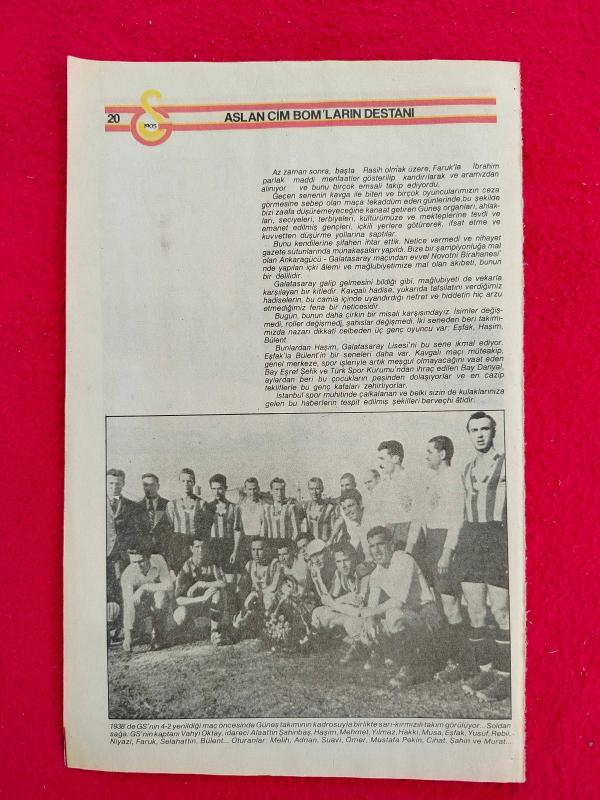 20
1905
ASLAN CİM BOM'LARIN DESTANI
Az zaman sonra, başta Rasih olmak üzere, Faruk'la İbrahim
parlak maddi menfaatler gösterilip kandırılarak ve aramızdan
alınıyor ve bunu birçok emsali takip ediyordu.
Geçen senenin kavga ile biten ve birçok oyuncularımızın ceza
görmesine sebep olan maça tekaddüm eden günlerinde,bu şekilde
bizi zaafa düşüremeyeceğine kanaat getiren Güneş organları, ahlak-
ları, seciyeleri, terbiyeleri, kültürümüze ve mekteplerine tevdi ve
emanet edilmiş gençleri, içkili yerlere götürerek, ifsat etme ve
kuvvetten düşürme yollarına saptılar.
Bunu kendilerine şifahen ihtar ettik. Netice vermedi ve nihayet
gazete sütunlarında münakaşaları yapıldı. Bize bir şampiyonluğa mal
olan Ankaragücü - Galatasaray maçından evvel Novotni Birahanesi'
nde yapılan içki âlemi ve mağlubiyetimize mal olan akıbeti, bunun
bir delilidir.
Galatasaray galip gelmesini bildiği gibi, mağlûbiyeti de vekarla
karşılayan bir kitledir. Kavgalı hadise, yukarıda tafsilatını verdiğimiz
hadiselerin, bu camia içinde uyandırdığı nefret ve hiddetin hiç arzu
etmediğimiz fena bir neticesidir.
Bugün, bunun daha çirkin bir misali karşısındayız. İsimler değiş-
medi, roller değişmedi, şahıslar değişmedi. İki seneden beri takımı-
mızda nazarı dikkati celbeden üç genç oyuncu var: Eşfak, Haşim,
Bülent.
Bunlardan Haşim, Galatasaray Lisesi'ni bu sene ikmal ediyor.
Eşfak'la Bülent'in bir seneleri daha var. Kavgalı maçı müteakip,
genel merkeze, spor işleriyle artık meşgul olmayacağını vaat eden
Bay Eşref Şefik ve Türk Spor Kurumu'ndan ihraç edilen Bay Danyal,
aylardan beri bu çocukların peşinden dolaşıyorlar ve en cazip
tekliflerle bu genç kafaları zehirliyorlar.
İstanbul spor muhitinde çalkalanan ve belki sizin de kulaklarınıza
gelen bu haberlerin tespit edilmiş şekilleri berveçhi âtidir:
1938'de GS'nin 4-2 yenildiği maç öncesinde Güneş takımının kadrosuyla birlikte sarı-kırmızılı takım görülüyor... Soldan
sağa: GS'nin kaptanı Vahyi Oktay, idareci Alaattin Şahinbaş, Haşim, Mehmet, Yılmaz, Hakkı, Musa, Eşfak, Yusuf, Rebii,
Niyazi, Faruk, Selahattin, Bülent... Oturanlar: Melih, Adnan, Suavi, Ömer, Mustafa Pekin, Cihat, Şahin ve Murat...